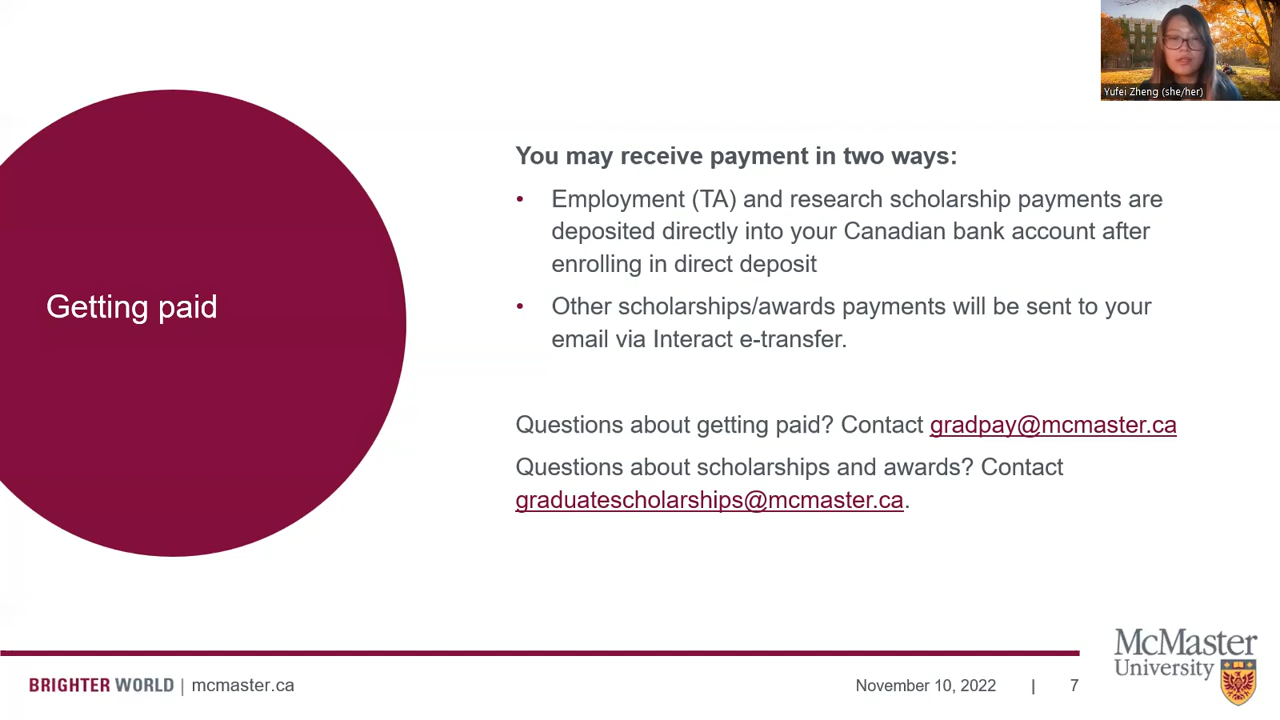 Yufei Zheng (she/her)
You may receive payment in two ways:
• Employment (TA) and research scholarship payments are
deposited directly into your Canadian bank account after
enrolling in direct deposit
Getting paid
• Other scholarships/awards payments will be sent to your
email via Interact e-transfer.
Questions about getting paid? Contact gradpay@mcmaster.ca
Questions about scholarships and awards? Contact
graduatescholarships@mcmaster.ca.
McMaster
University
BRIGHTER WORLD | mcmaster.ca
November 10, 2022 | 7